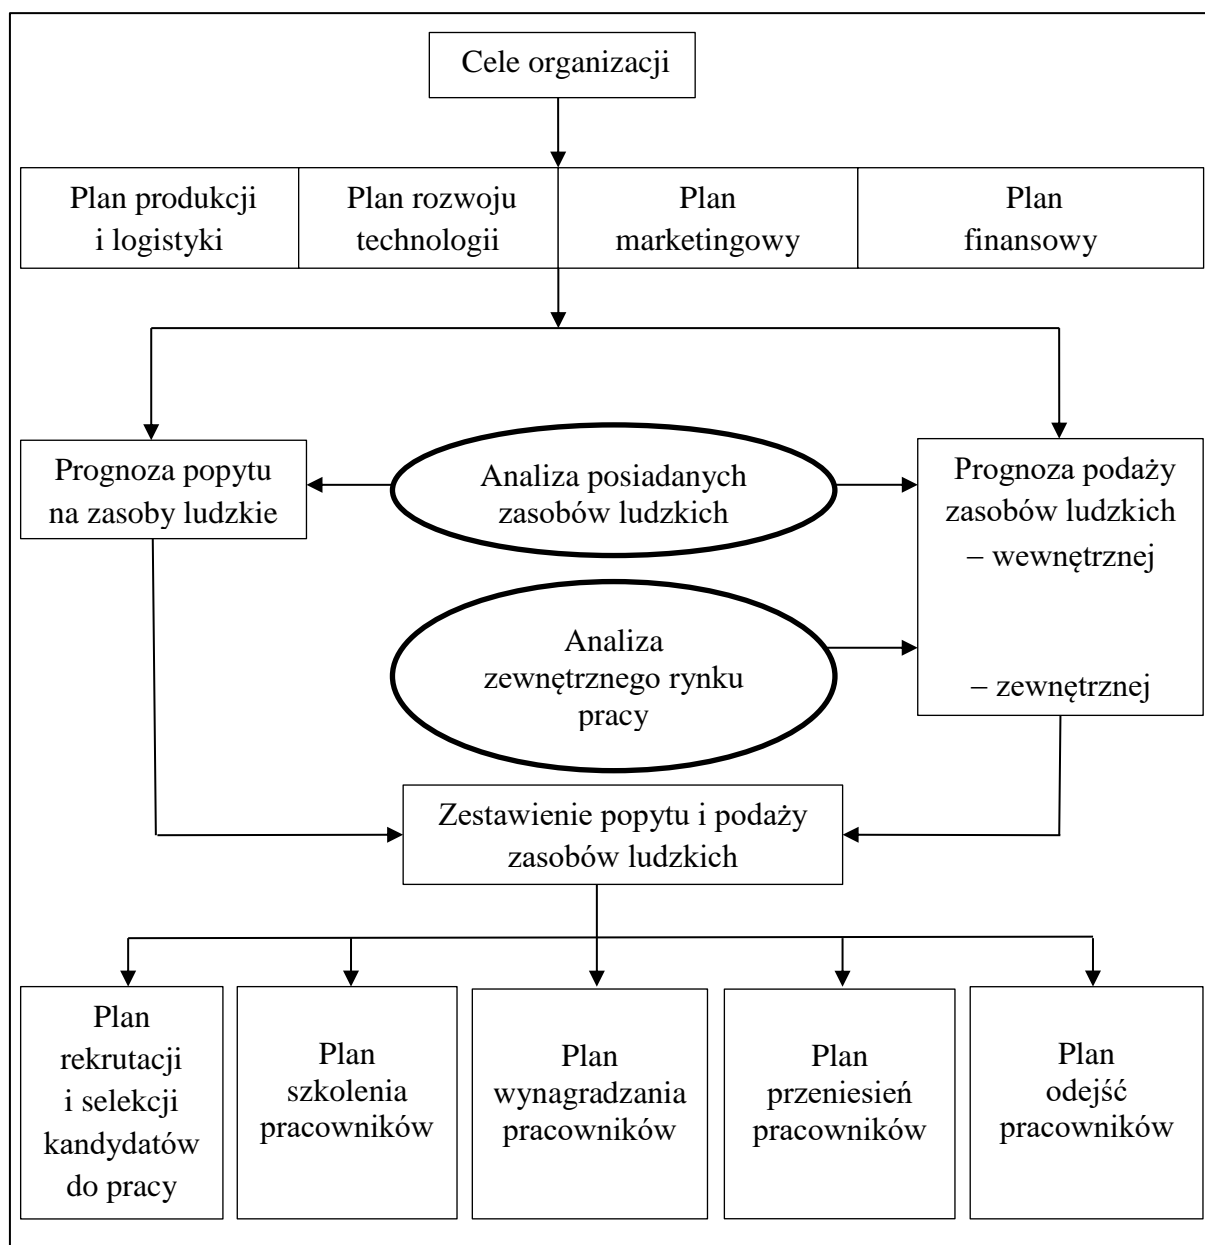 Cele organizacji
Plan produkcji
i logistyki
Plan rozwoju
technologii
Plan
marketingowy
Plan
finansowy
Prognoza popytu
na zasoby ludzkie
Analiza posiadanych
zasobów ludzkich
Prognoza podaży
zasobów ludzkich
– wewnętrznej
– zewnętrznej
Analiza
zewnętrznego rynku
pracy
Zestawienie popytu i podaży
zasobów ludzkich
Plan
rekrutacji
i selekcji
kandydatów
do pracy
Plan
szkolenia
pracowników
Plan
wynagradzania
pracowników
Plan
przeniesień
pracowników
Plan
odejść
pracowników